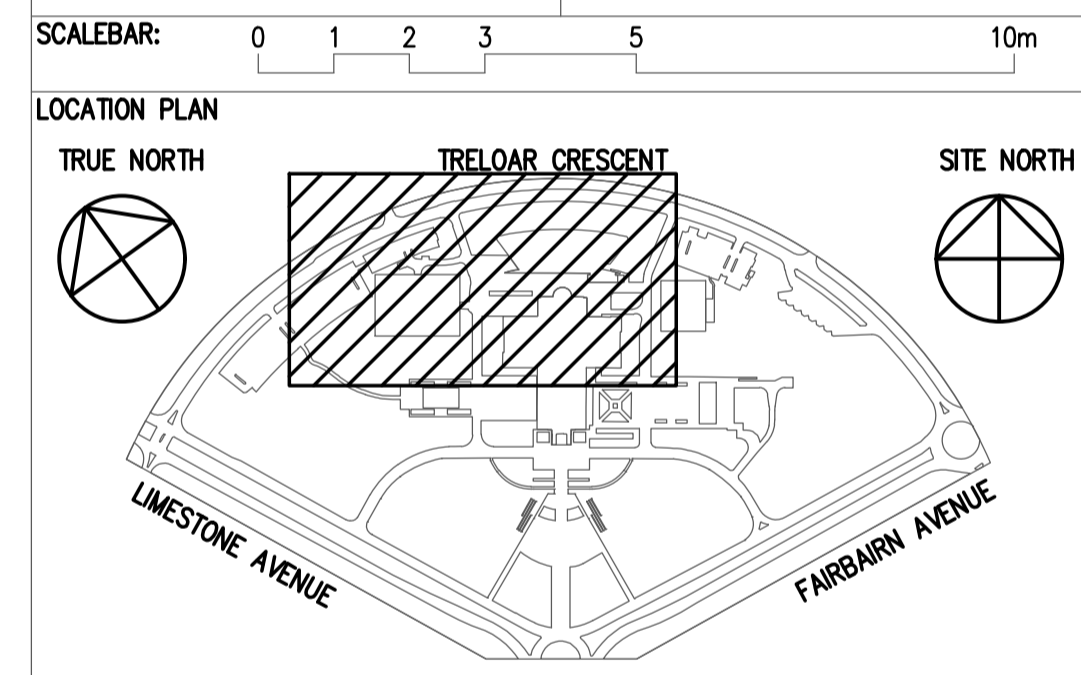 SCALEBAR: 0 1 2 3 5 10m
LOCATION PLAN
TRUE NORTH
TRELOAR CRESCENT
SITE NORTH
LIMESTONE AVENUE
FAIRBAIRN AVENUE